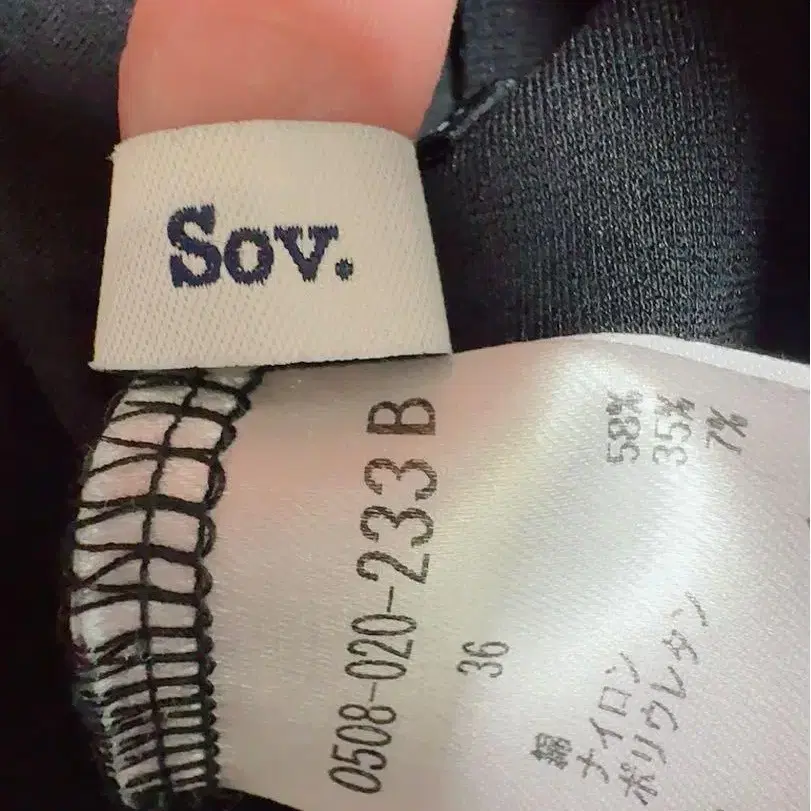 Sov.
0508-020-233 B
36
綿 58%
ナイロン 35%
ポリウレタン 7%